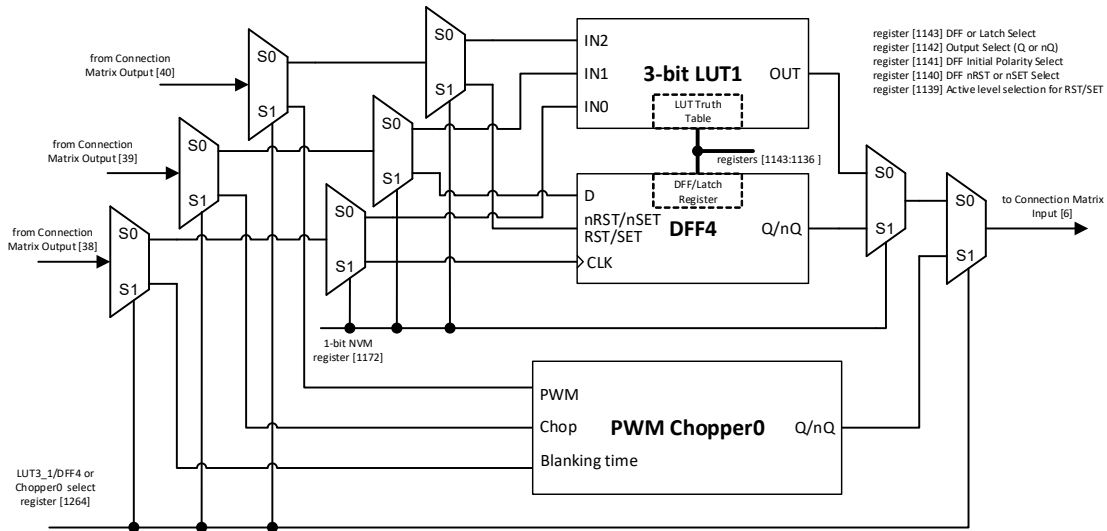 from Connection
Matrix Output [40]
S0
S1
S0
S1
IN2
IN1
IN0
3-bit LUT1
OUT
LUT Truth
Table
register [1143] DFF or Latch Select
register [1142] Output Select (Q or nQ)
register [1141] DFF Initial Polarity Select
register [1140] DFF nRST or nSET Select
register [1139] Active level selection for RST/SET
from Connection
Matrix Output [39]
S0
S1
S0
S1
registers [1143:1136 ]
DFF/Latch
Register
D
nRST/nSET
RST/SET
CLK
DFF4
Q/nQ
S0
S1
S0
S1
to Connection Matrix
Input [6]
from Connection
Matrix Output [38]
S0
S1
S0
S1
1-bit NVM
register [1172]
PWM
Chop
Blanking time
PWM Chopper0
Q/nQ
LUT3_1/DFF4 or
Chopper0 select
register [1264]